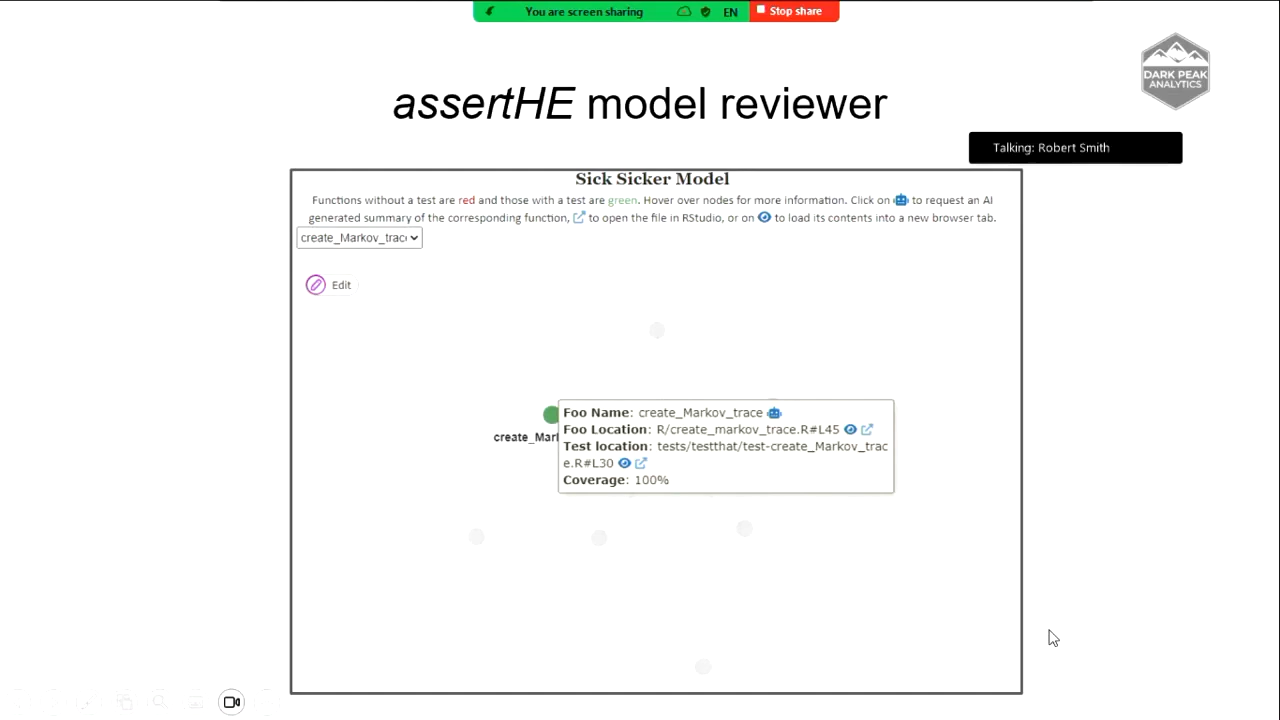 You are screen sharing EN Stop share
DARK PEAK
ANALYTICS
assertHE model reviewer
Talking: Robert Smith
Sick Sicker Model
Functions without a test are red and those with a test are green. Hover over nodes for more information. Click on to request an AI
generated summary of the corresponding function, to open the file in RStudio, or on to load its contents into a new browser tab.
create_Markov_trac
Edit
create_Mar
Foo Name: create_Markov_trace
Foo Location: R/create_markov_trace.R#L45
Test location: tests/testthat/test-create_Markov_trac
e.R#L30
Coverage: 100%